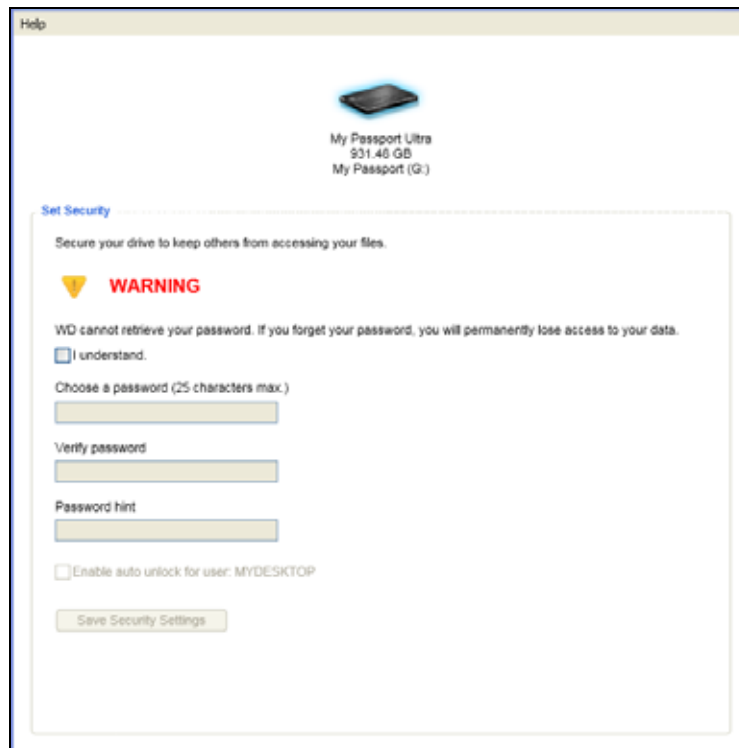 Help
My Passport Ultra
931.48 GB
My Passport (G:)
Set Security
Secure your drive to keep others from accessing your files.
WARNING
WD cannot retrieve your password. If you forget your password, you will permanently lose access to your data.
I understand.
Choose a password (25 characters max.)
Verify password
Password hint
Enable auto unlock for user: MYDESKTOP
Save Security Settings